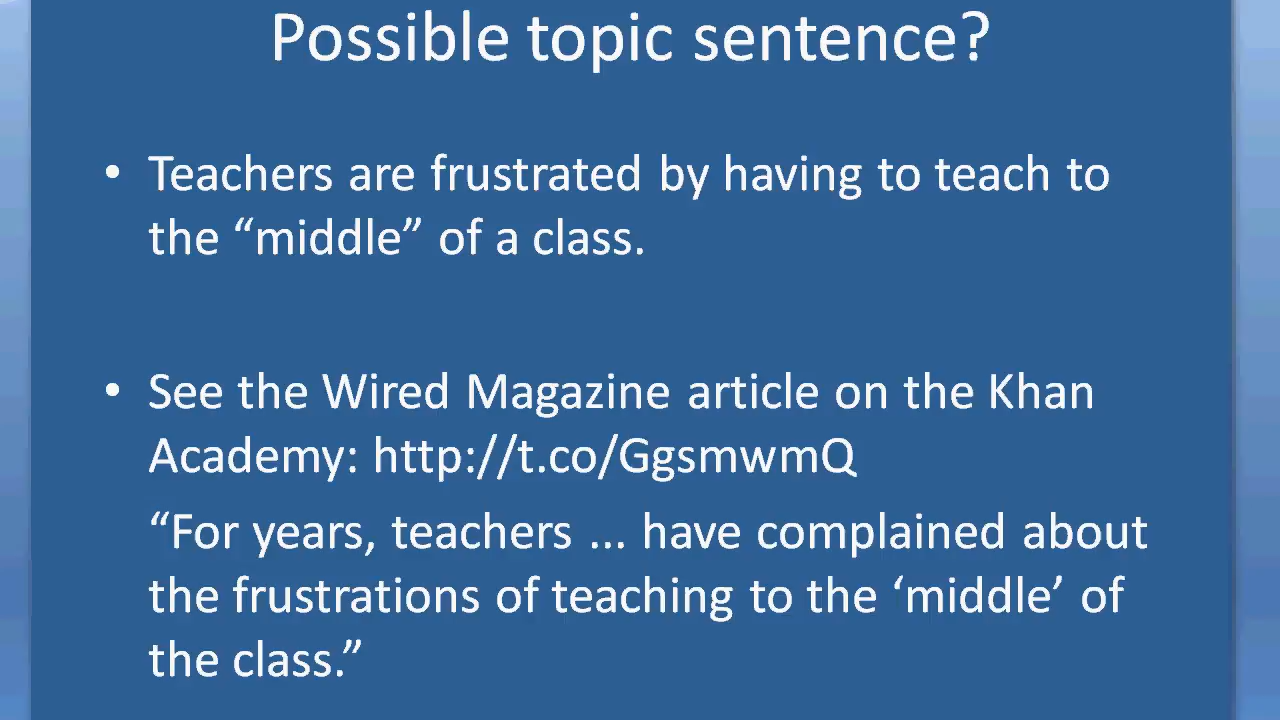 Possible topic sentence?
• Teachers are frustrated by having to teach to
the “middle” of a class.
• See the Wired Magazine article on the Khan
Academy: http://t.co/GgsmwmQ
“For years, teachers ... have complained about
the frustrations of teaching to the ‘middle’ of
the class.”